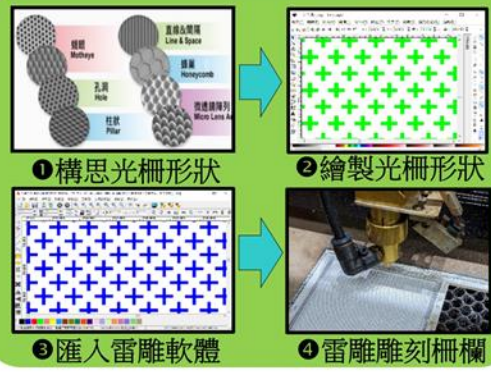 蛾眼
Motheye
孔洞
Hole
柱狀
Pillar
直線&間隔
Line & Space
蜂巢
Honeycomb
微透鏡陣列
Micro Lens A
❶構思光柵形狀
❷繪製光柵形狀
❸匯入雷雕軟體
❹雷雕雕刻柵欄